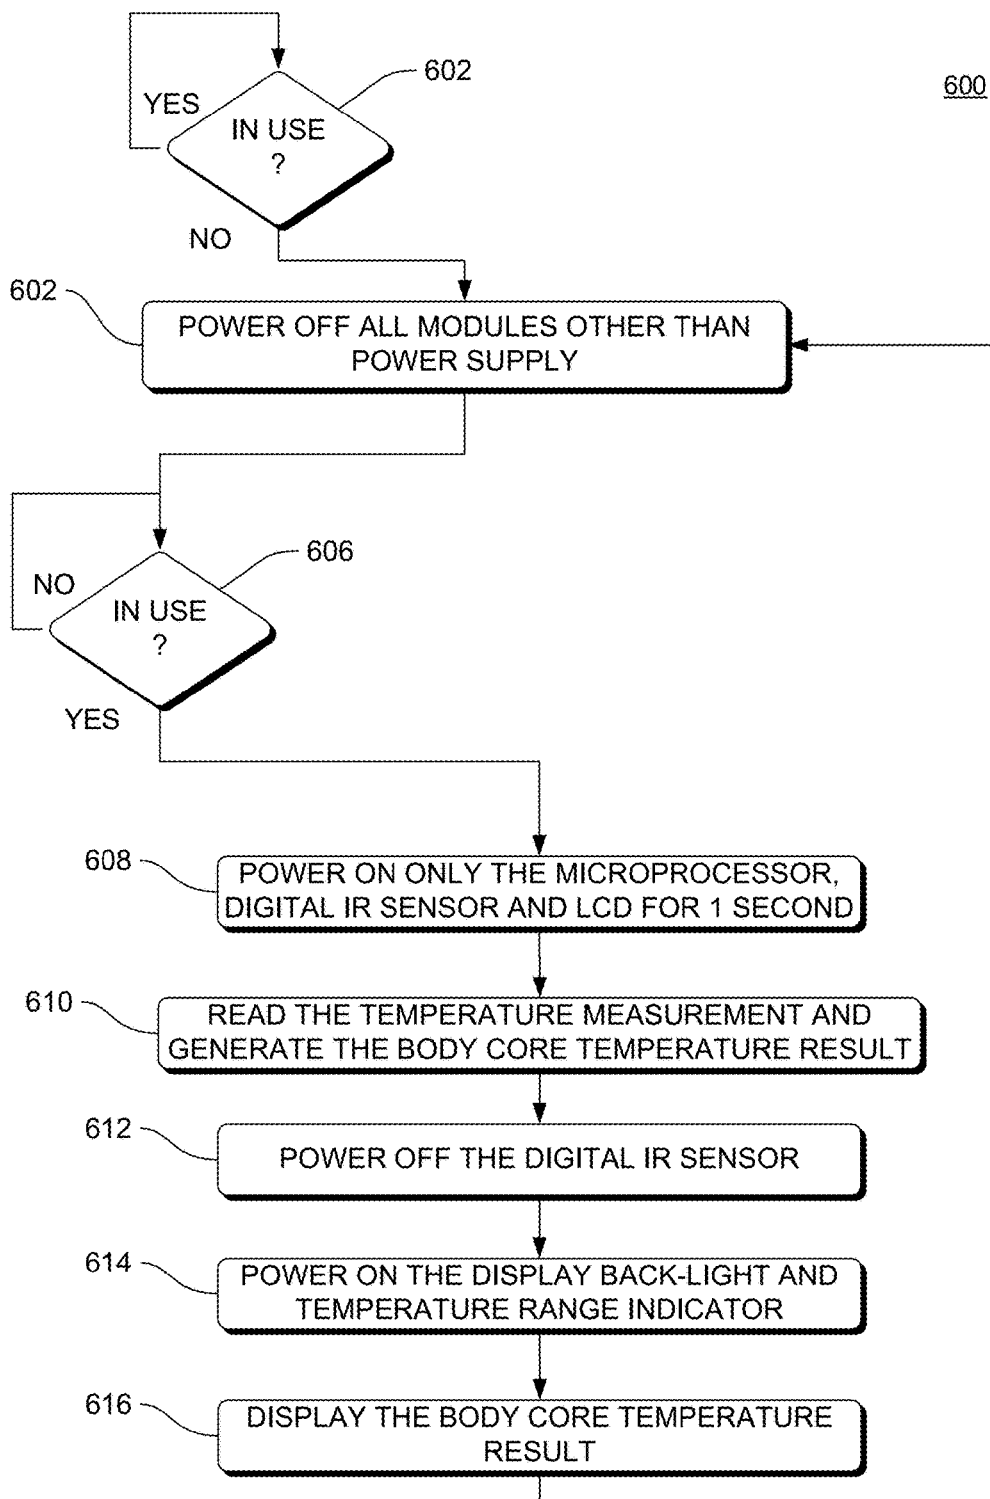 600
602
YES
IN USE
?
NO
602
POWER OFF ALL MODULES OTHER THAN
POWER SUPPLY
606
NO
IN USE
?
YES
608
POWER ON ONLY THE MICROPROCESSOR,
DIGITAL IR SENSOR AND LCD FOR 1 SECOND
610
READ THE TEMPERATURE MEASUREMENT AND
GENERATE THE BODY CORE TEMPERATURE RESULT
612
POWER OFF THE DIGITAL IR SENSOR
614
POWER ON THE DISPLAY BACK-LIGHT AND
TEMPERATURE RANGE INDICATOR
616
DISPLAY THE BODY CORE TEMPERATURE
RESULT